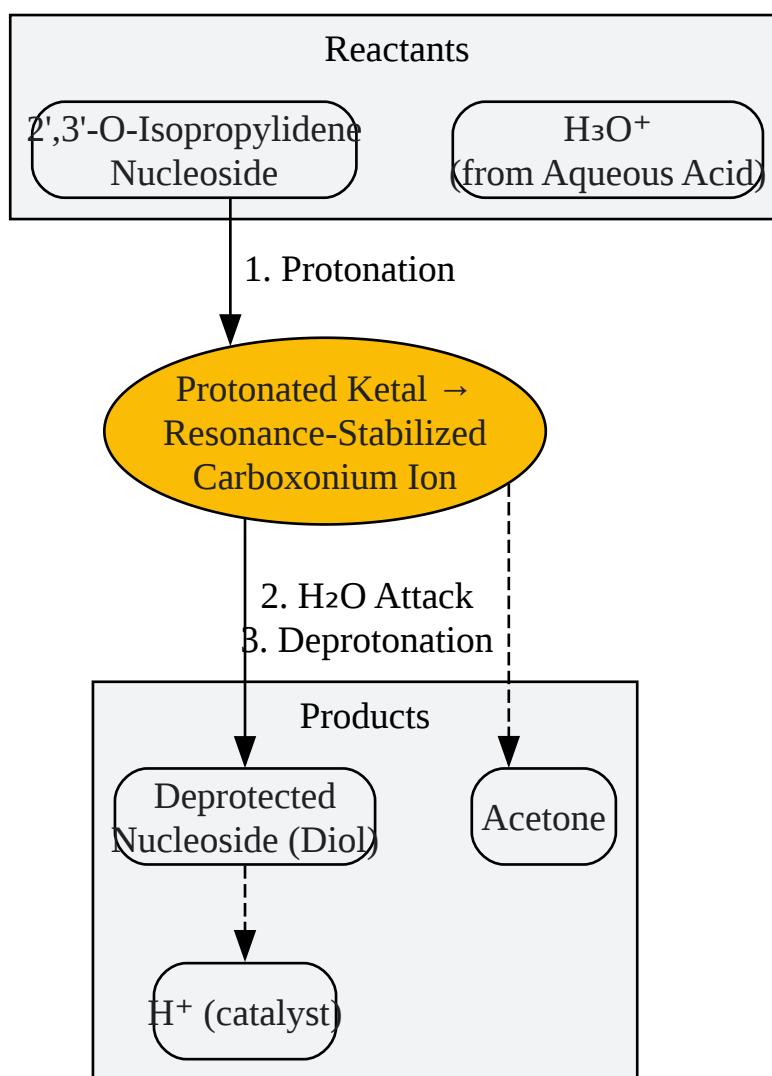 Reactants
2',3'-O-Isopropylidene
Nucleoside
H₃O⁺
(from Aqueous Acid)
1. Protonation
Protonated Ketal →
Resonance-Stabilized
Carboxonium Ion
2. H₂O Attack
3. Deprotonation
Products
Deprotected
Nucleoside (Diol)
Acetone
H⁺ (catalyst)